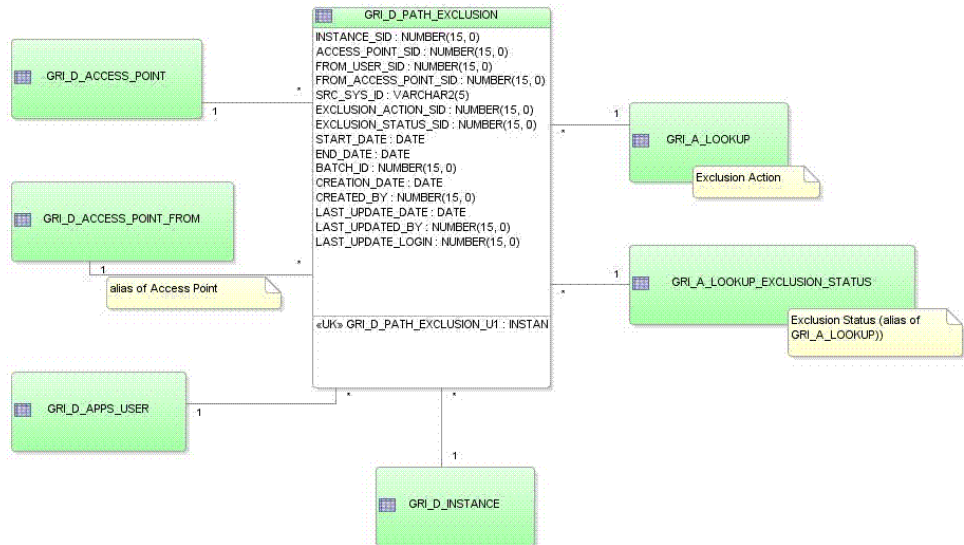 GRI_D_PATH_EXCLUSION
INSTANCE_SID : NUMBER(15, 0)
ACCESS_POINT_SID : NUMBER(15, 0)
FROM_USER_SID : NUMBER(15, 0)
FROM_ACCESS_POINT_SID : NUMBER(15, 0)
SRC_SYS_ID : VARCHAR2(5)
EXCLUSION_ACTION_SID : NUMBER(15, 0)
EXCLUSION_STATUS_SID : NUMBER(15, 0)
START_DATE : DATE
END_DATE : DATE
BATCH_ID : NUMBER(15, 0)
CREATION_DATE : DATE
CREATED_BY : NUMBER(15, 0)
LAST_UPDATE_DATE : DATE
LAST_UPDATED_BY : NUMBER(15, 0)
LAST_UPDATE_LOGIN : NUMBER(15, 0)
«UK» GRI_D_PATH_EXCLUSION_U1 : INSTAN
GRI_D_ACCESS_POINT
1
*
GRI_D_ACCESS_POINT_FROM
1
*
alias of Access Point
GRI_D_APPS_USER
1
*
GRI_D_INSTANCE
1
*
GRI_A_LOOKUP
1
*
Exclusion Action
GRI_A_LOOKUP_EXCLUSION_STATUS
1
*
Exclusion Status (alias of
GRI_A_LOOKUP))